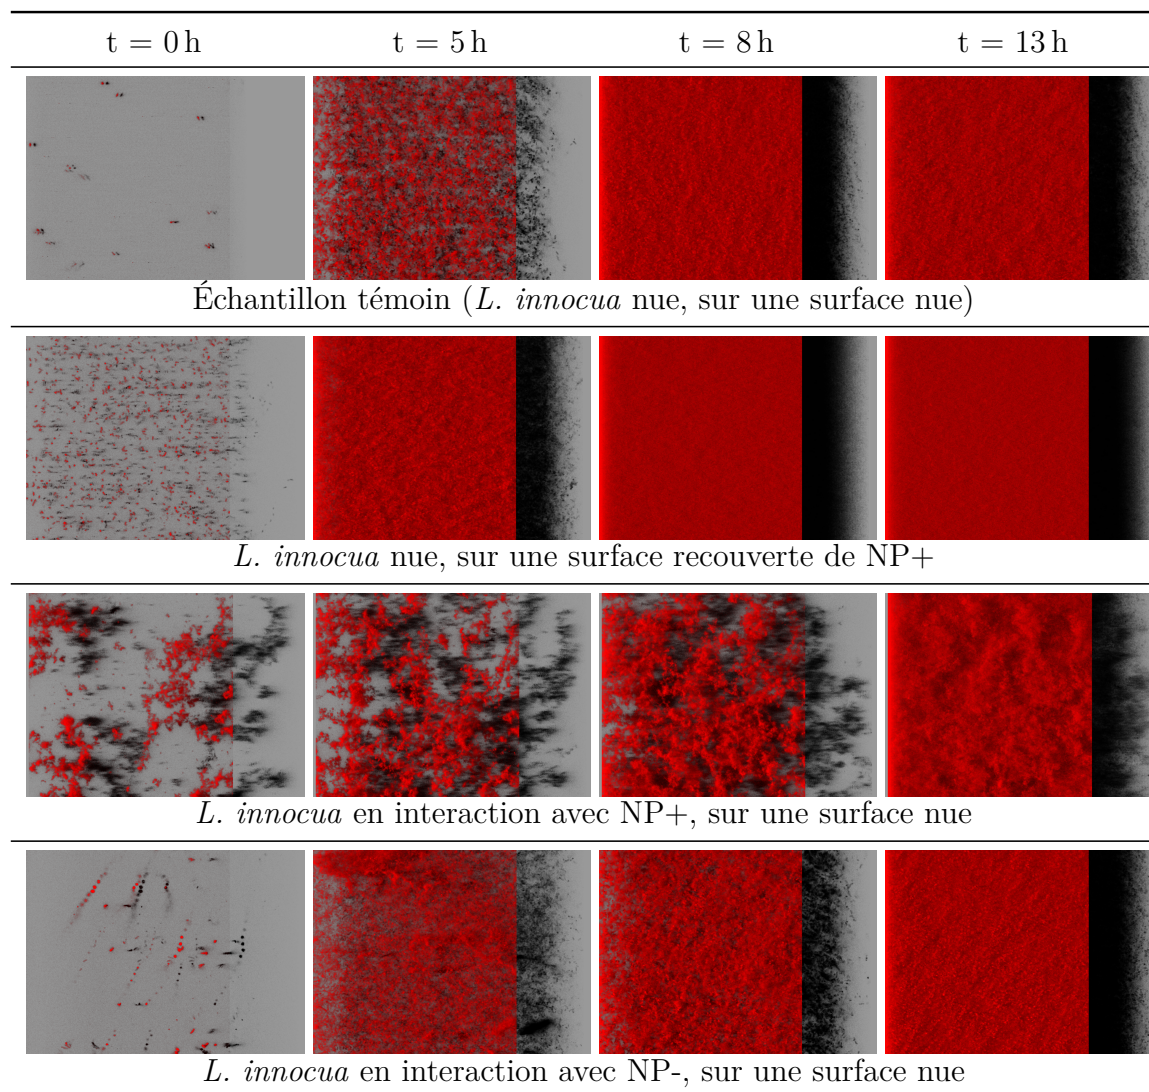 t = 0 h t = 5 h t = 8 h t = 13 h
Échantillon témoin (L. innocua nue, sur une surface nue)
L. innocua nue, sur une surface recouverte de NP+
L. innocua en interaction avec NP+, sur une surface nue
L. innocua en interaction avec NP-, sur une surface nue